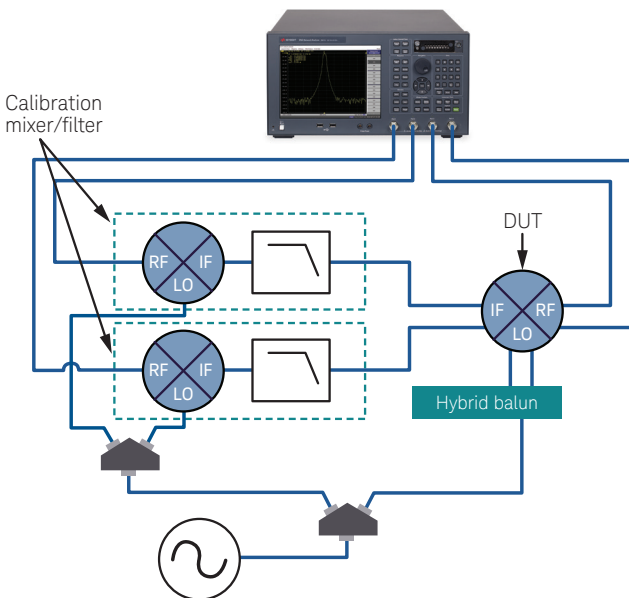 Calibration
mixer/filter
RF
IF
LO
RF
IF
LO
DUT
IF
RF
LO
Hybrid balun